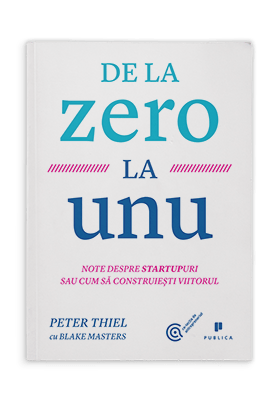 DE LA
zero
LA
unu
NOTE DESPRE STARTUPURI
SAU CUM SĂ CONSTRUIEȘTI VIITORUL
PETER THIEL
cu BLAKE MASTERS
PUBLICA